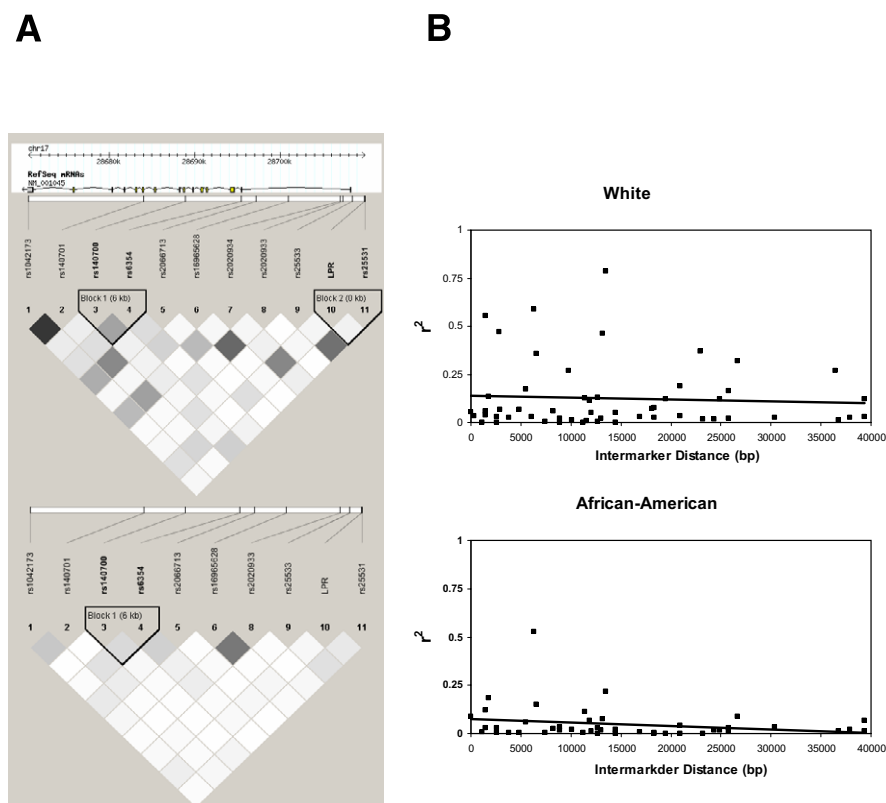 A
B
chr17
28680k 28690k 28700k
RefSeq mRNAs
NM_001045
rs1042173 rs140701 rs140700 rs6354 rs2066713 rs16965628 rs2020934 rs2020933 rs25533 LPR rs25531
Block 1 (6 kb) Block 2 (0 kb)
1 2 3 4 5 6 7 8 9 10 11
rs1042173 rs140701 rs140700 rs6354 rs2066713 rs16965628 rs2020933 rs25533 LPR rs25531
Block 1 (6 kb)
1 2 3 4 5 6 8 9 10 11
White
1
0.75
0.5
0.25
0
r2
0 5000 10000 15000 20000 25000 30000 35000 40000
Intermarker Distance (bp)
African-American
1
0.75
0.5
0.25
0
r2
0 5000 10000 15000 20000 25000 30000 35000 40000
Intermarkder Distance (bp)